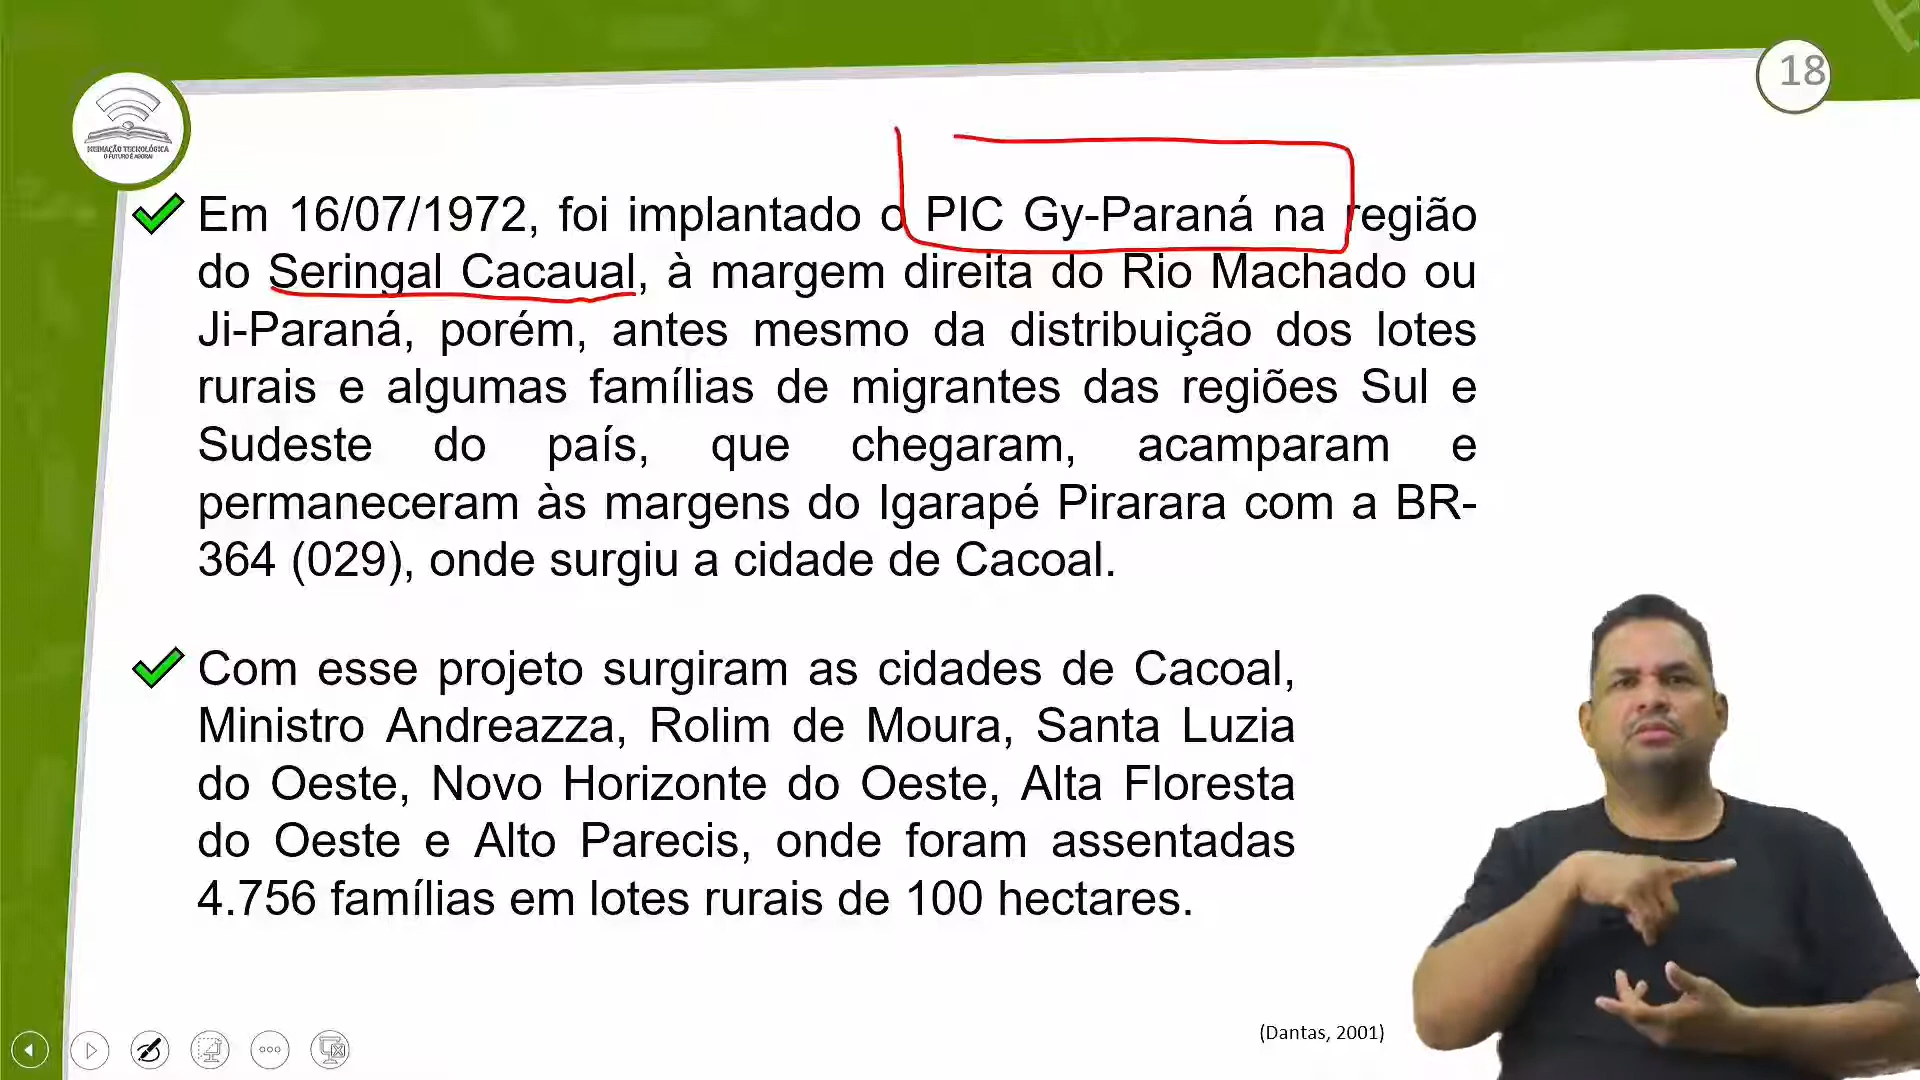 18
MEDIAÇÃO TECNOLÓGICA
O FUTURO É AGORA!
Em 16/07/1972, foi implantado o PIC Gy-Paraná na região
do Seringal Cacaual, à margem direita do Rio Machado ou
Ji-Paraná, porém, antes mesmo da distribuição dos lotes
rurais e algumas famílias de migrantes das regiões Sul e
Sudeste do país, que chegaram, acamparam e
permaneceram às margens do Igarapé Pirarara com a BR-
364 (029), onde surgiu a cidade de Cacoal.
Com esse projeto surgiram as cidades de Cacoal,
Ministro Andreazza, Rolim de Moura, Santa Luzia
do Oeste, Novo Horizonte do Oeste, Alta Floresta
do Oeste e Alto Parecis, onde foram assentadas
4.756 famílias em lotes rurais de 100 hectares.
(Dantas, 2001)